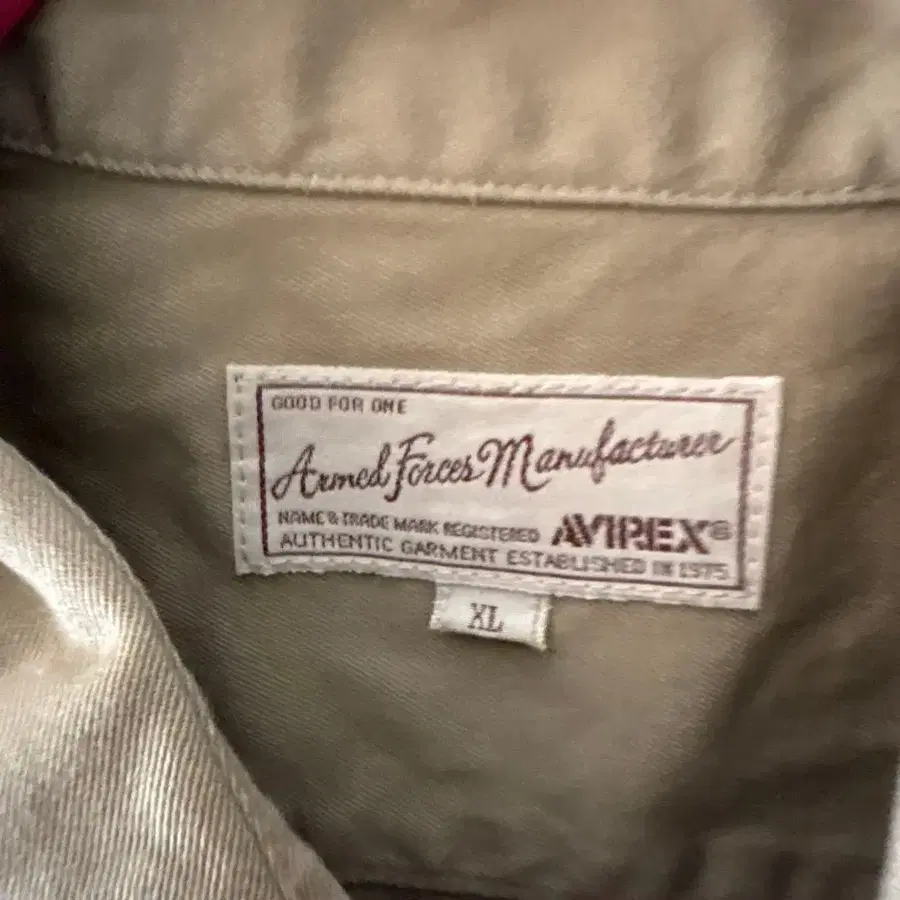 GOOD FOR ONE
Armed Forces Manufacturer
NAME & TRADE MARK REGISTERED AVIREX®
AUTHENTIC GARMENT ESTABLISHED IN 1975
XL